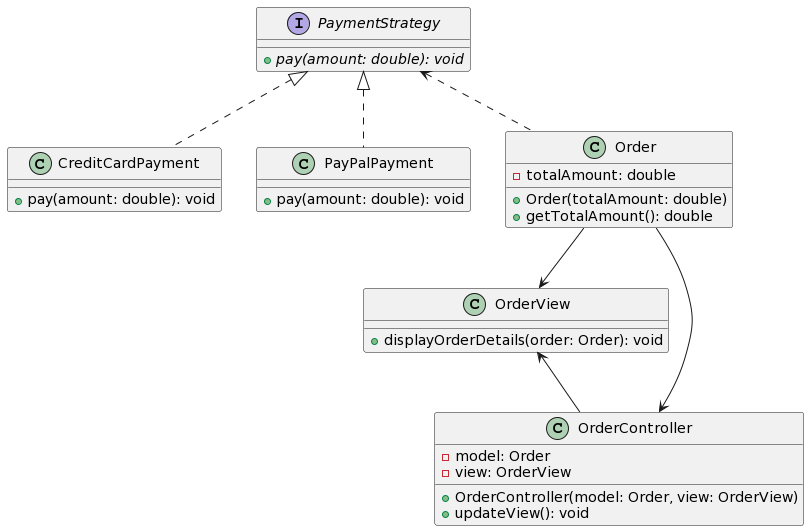 I PaymentStrategy
pay(amount: double): void
C CreditCardPayment
pay(amount: double): void
C PayPalPayment
pay(amount: double): void
C Order
totalAmount: double
Order(totalAmount: double)
getTotalAmount(): double
C OrderView
displayOrderDetails(order: Order): void
C OrderController
model: Order
view: OrderView
OrderController(model: Order, view: OrderView)
updateView(): void